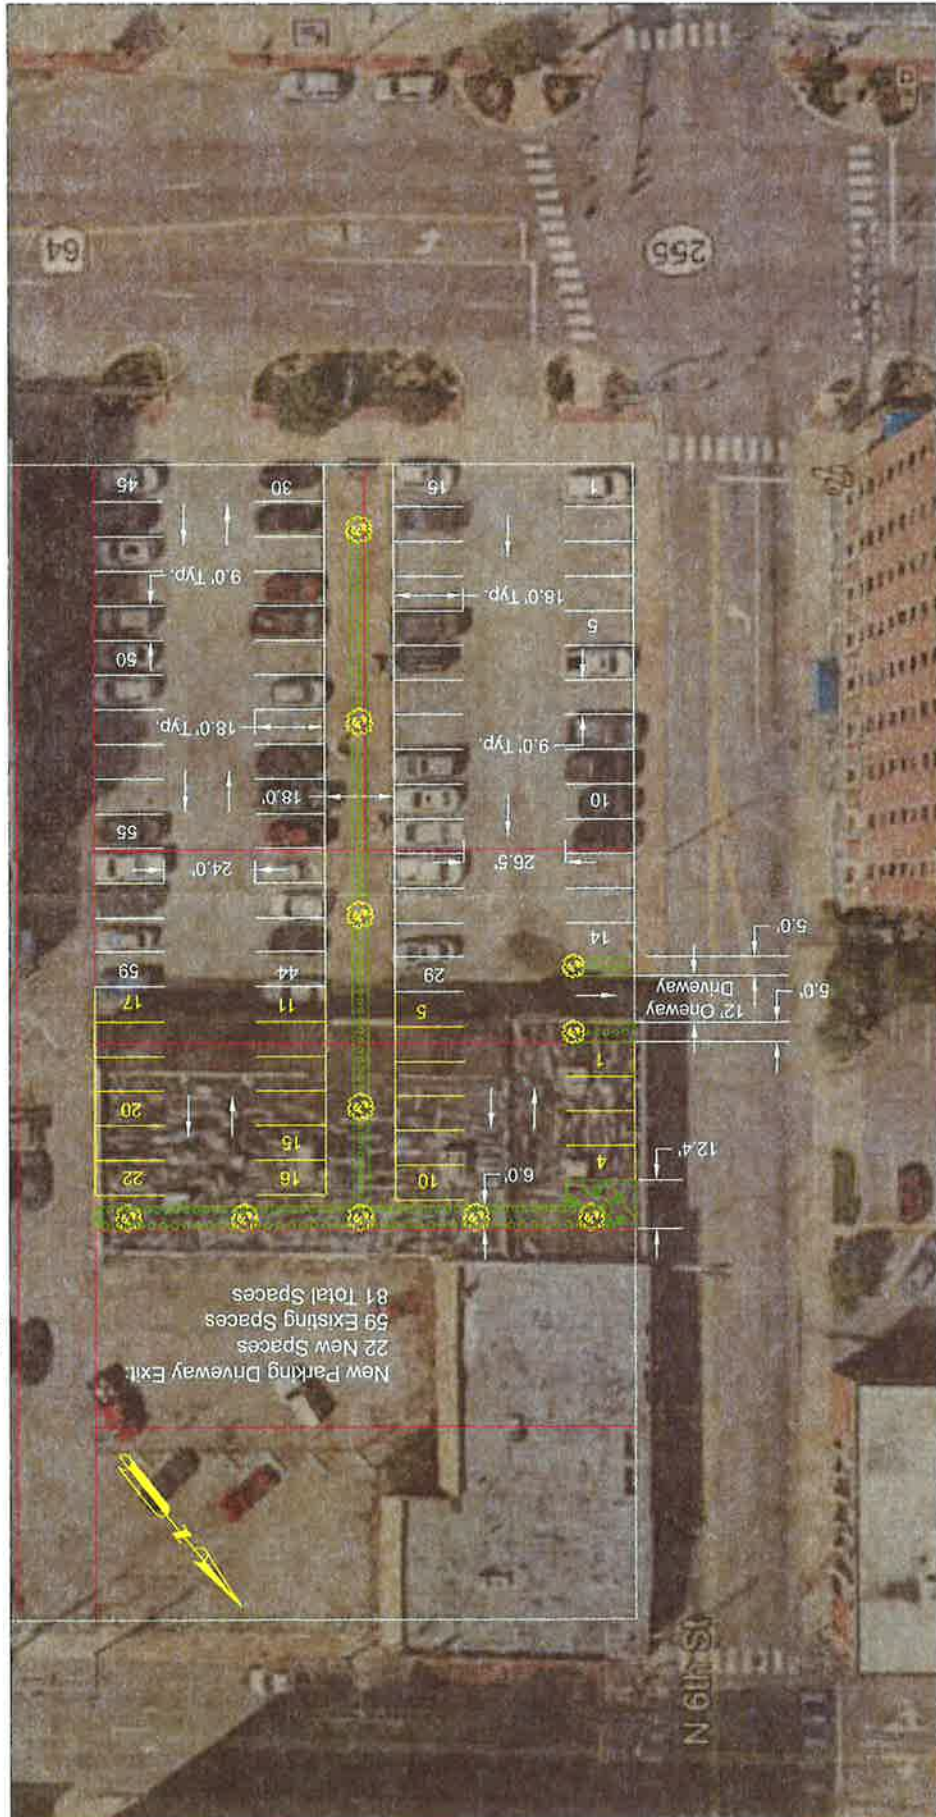 N 6th St
New Parking Driveway Exit:
22 New Spaces
59 Existing Spaces
81 Total Spaces
12.4'
6.0'
4
10
16
22
15
20
1
5.0'
12' Oneway
Driveway
5
11
17
5.0'
14
29
44
59
26.5'
24.0'
10
18.0'
55
9.0' Typ.
18.0' Typ.
5
50
18.0' Typ.
9.0' Typ.
1
15
30
45
255
64